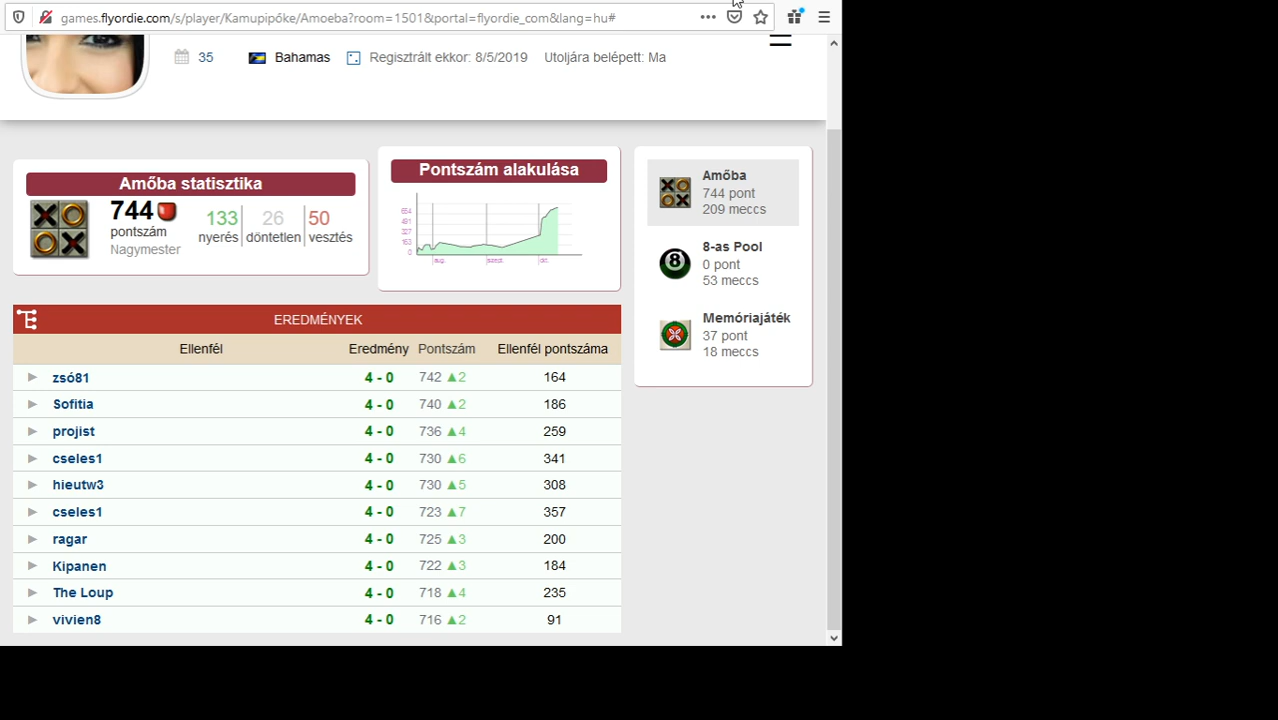 games.flyordie.com/s/player/Kamupipőke/Amoeba?room=1501&portal=flyordie_com&lang=hu#
35 Bahamas Regisztrált ekkor: 8/5/2019 Utoljára belépett: Ma
Amőba statisztika
744
pontszám
Nagymester
133 26 50
nyerés döntetlen vesztés
Pontszám alakulása
0
aug. szept. okt.
Amőba
744 pont
209 meccs
8-as Pool
0 pont
53 meccs
Memóriajáték
37 pont
18 meccs
EREDMÉNYEK
Ellenfél Eredmény Pontszám Ellenfél pontszáma
zsó81 4 - 0 742 ▲2 164
Sofitia 4 - 0 740 ▲2 186
projist 4 - 0 736 ▲4 259
cseles1 4 - 0 730 ▲6 341
hieutw3 4 - 0 730 ▲5 308
cseles1 4 - 0 723 ▲7 357
ragar 4 - 0 725 ▲3 200
Kipanen 4 - 0 722 ▲3 184
The Loup 4 - 0 718 ▲4 235
vivien8 4 - 0 716 ▲2 91